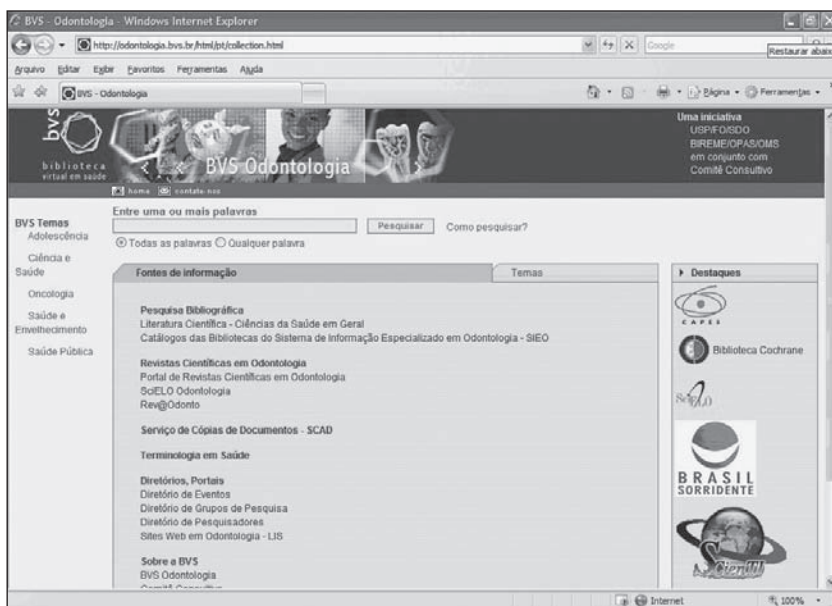 BVS - Odontologia - Windows Internet Explorer
http://odontologia.bvs.br/html/pt/collection.html
Google
Restaurar abaix
Arquivo Editar Exibir Favoritos Ferramentas Ajuda
BVS - Odontologia
Página Ferramentas
bvs
biblioteca
virtual em saúde
BVS Odontologia
Uma iniciativa
USP/FO/SDO
BIREME/OPAS/OMS
em conjunto com
Comitê Consultivo
home contate-nos
BVS Temas
Adolescência
Ciência e
Saúde
Oncologia
Saúde e
Envelhecimento
Saúde Pública
Entre uma ou mais palavras
Pesquisar Como pesquisar?
Todas as palavras Qualquer palavra
Fontes de informação Temas
Pesquisa Bibliográfica
Literatura Científica - Ciências da Saúde em Geral
Catálogos das Bibliotecas do Sistema de Informação Especializado em Odontologia - SIEO
Revistas Científicas em Odontologia
Portal de Revistas Científicas em Odontologia
SciELO Odontologia
Rev@Odonto
Serviço de Cópias de Documentos - SCAD
Terminologia em Saúde
Diretórios, Portais
Diretório de Eventos
Diretório de Grupos de Pesquisa
Diretório de Pesquisadores
Sites Web em Odontologia - LIS
Sobre a BVS
BVS Odontologia
Comitê Consultivo
Destaques
CAPES
Biblioteca Cochrane
SciELO
BRASIL
SORRIDENTE
ScienTI
Internet 100%